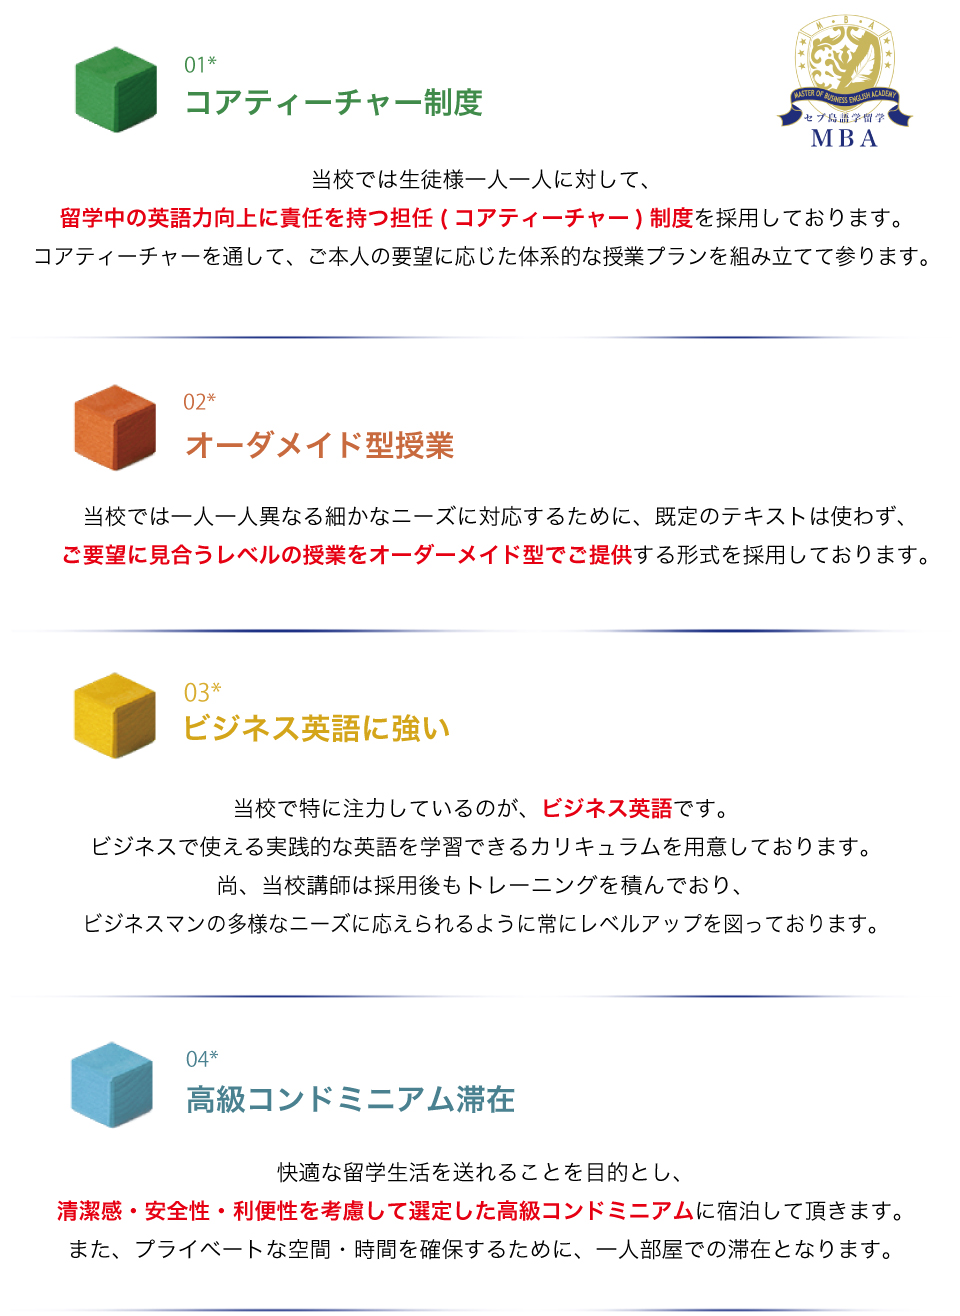 01*
コアティーチャー制度
M・B・A
MASTER OF BUSINESS ENGLISH ACADEMY
セブ島語学留学
MBA
当校では生徒様一人一人に対して、
留学中の英語力向上に責任を持つ担任 ( コアティーチャー ) 制度を採用しております。
コアティーチャーを通して、ご本人の要望に応じた体系的な授業プランを組み立てて参ります。
02*
オーダメイド型授業
当校では一人一人異なる細かなニーズに対応するために、既定のテキストは使わず、
ご要望に見合うレベルの授業をオーダーメイド型でご提供する形式を採用しております。
03*
ビジネス英語に強い
当校で特に注力しているのが、ビジネス英語です。
ビジネスで使える実践的な英語を学習できるカリキュラムを用意しております。
尚、当校講師は採用後もトレーニングを積んでおり、
ビジネスマンの多様なニーズに応えられるように常にレベルアップを図っております。
04*
高級コンドミニアム滞在
快適な留学生活を送れることを目的とし、
清潔感・安全性・利便性を考慮して選定した高級コンドミニアムに宿泊して頂きます。
また、プライベートな空間・時間を確保するために、一人部屋での滞在となります。